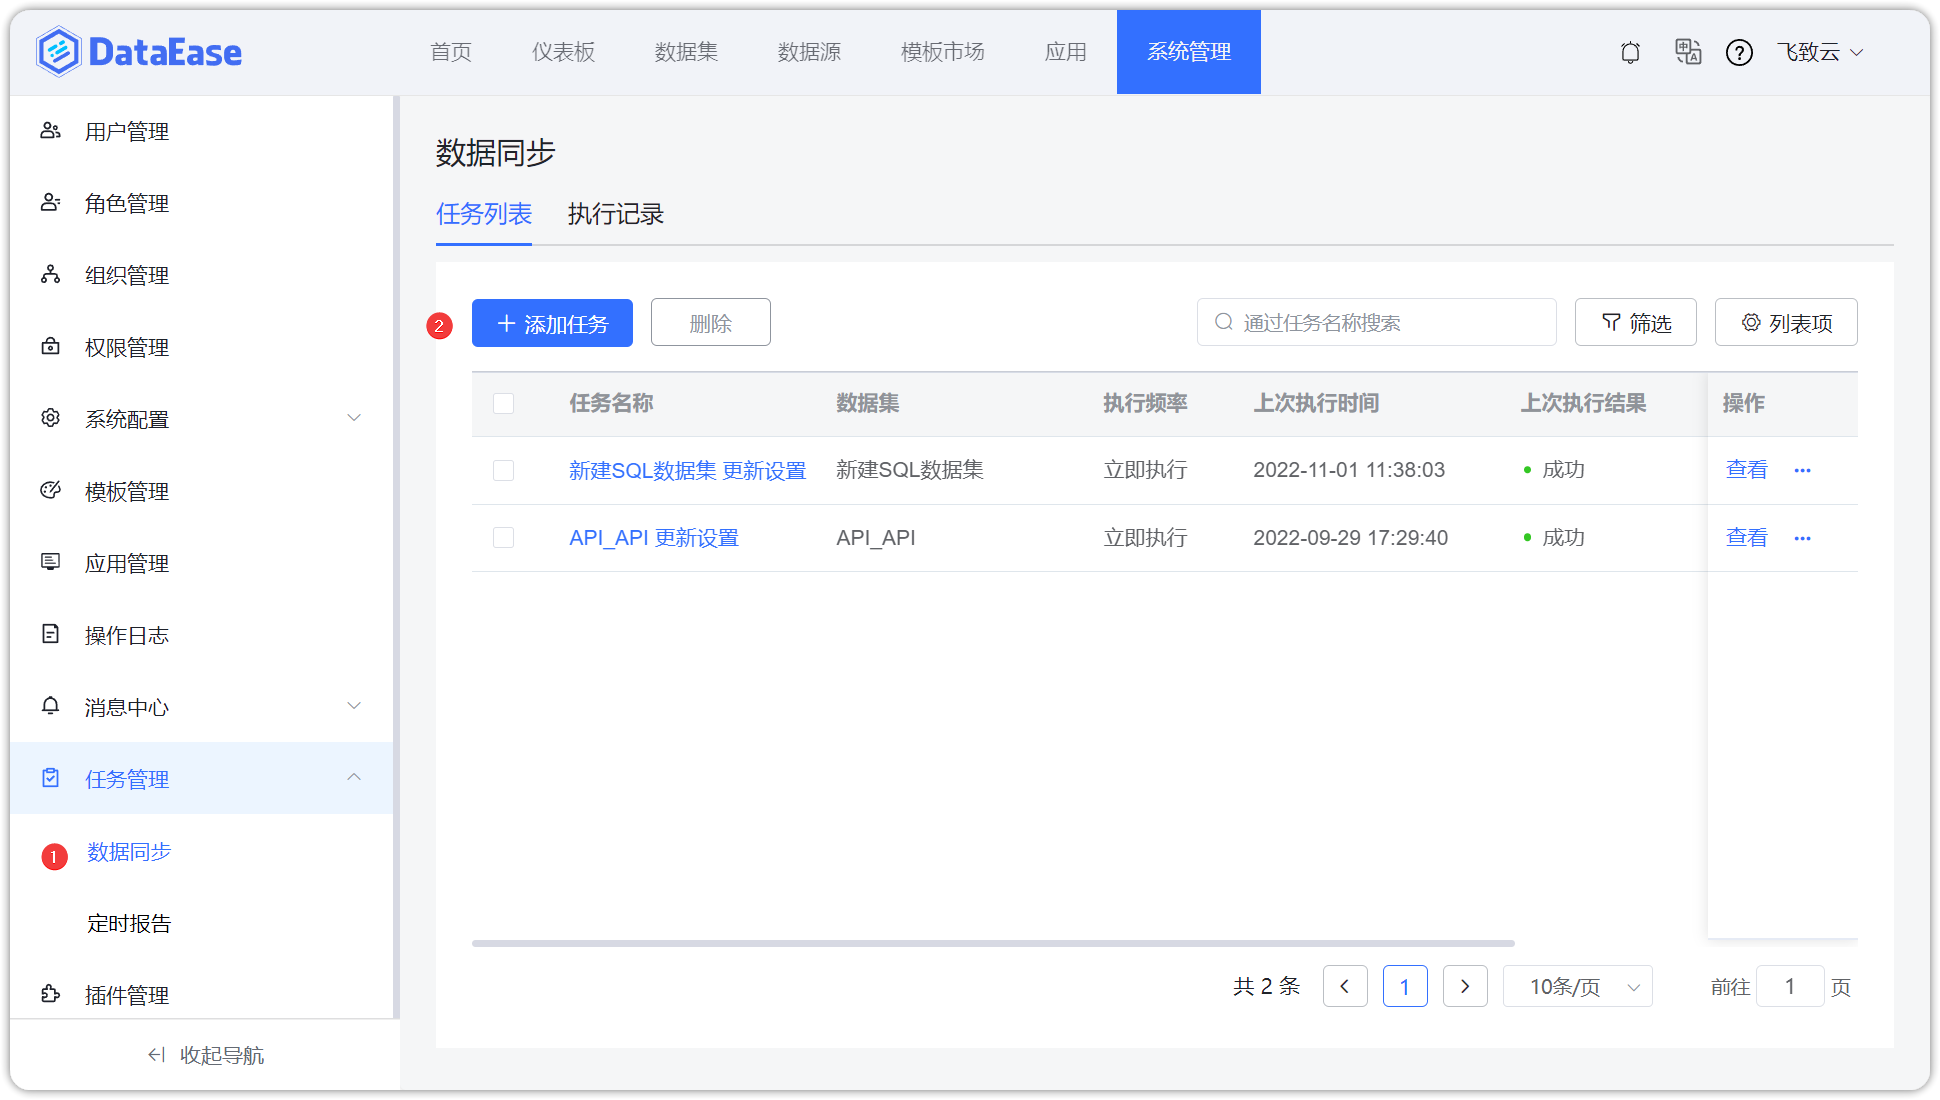 DataEase 首页 仪表板 数据集 数据源 模板市场 应用 系统管理 飞致云
用户管理
角色管理
组织管理
权限管理
系统配置
模板管理
应用管理
操作日志
消息中心
任务管理
1 数据同步
定时报告
插件管理
收起导航
数据同步
任务列表 执行记录
2 添加任务 删除 通过任务名称搜索 筛选 列表项
任务名称 数据集 执行频率 上次执行时间 上次执行结果 操作
新建SQL数据集 更新设置 新建SQL数据集 立即执行 2022-11-01 11:38:03 成功 查看 ···
API_API 更新设置 API_API 立即执行 2022-09-29 17:29:40 成功 查看 ···
共 2 条 1 10条/页 前往 1 页